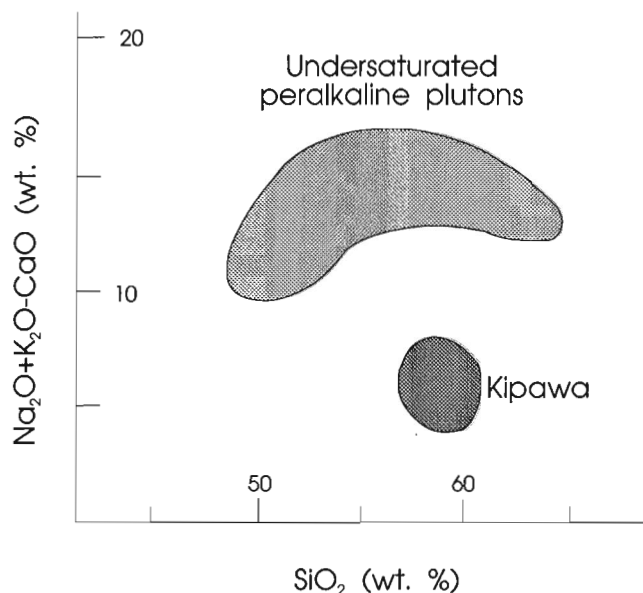 20
Undersaturated
peralkaline plutons
Na₂O+K₂O-CaO (wt. %)
10
Kipawa
50
60
SiO₂ (wt. %)